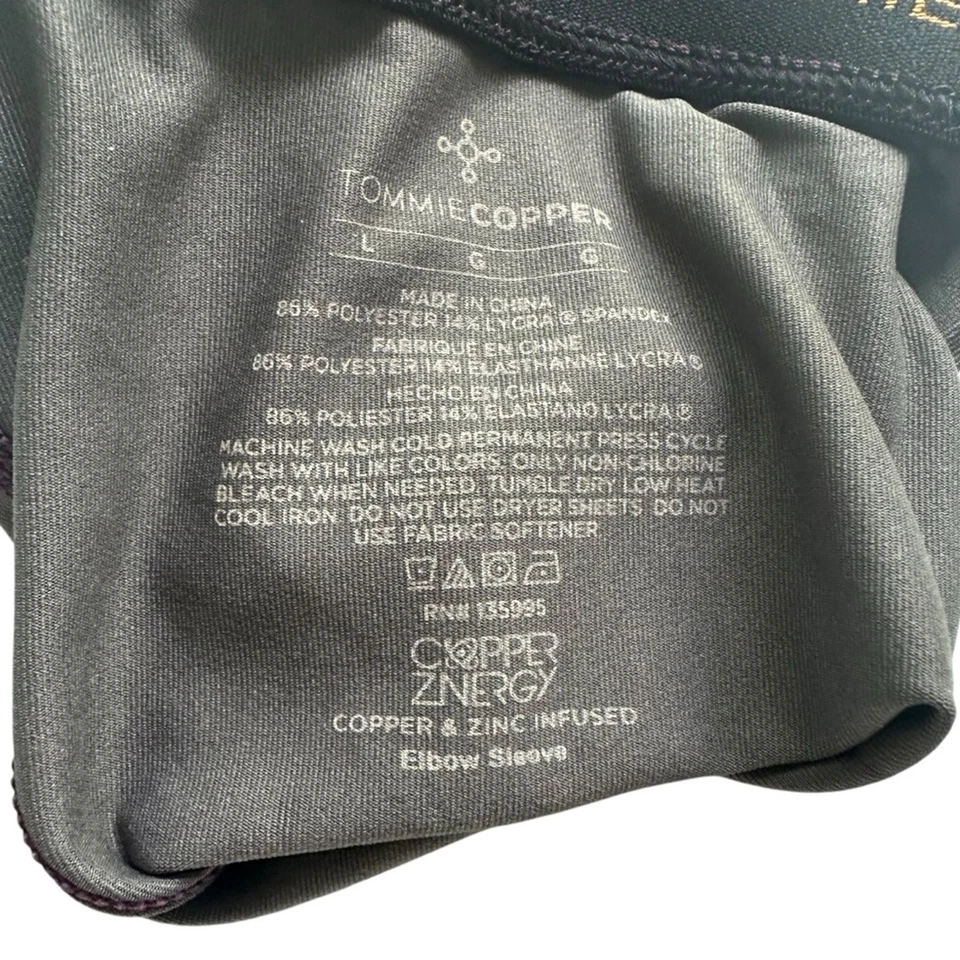 TOMMIECOPPER
L G G
MADE IN CHINA
86% POLYESTER 14% LYCRA ® SPANDEX
FABRIQUE EN CHINE
86% POLYESTER 14% ELASTHANNE LYCRA®
HECHO EN CHINA
86% POLIESTER 14% ELASTANO LYCRA ®
MACHINE WASH COLD PERMANENT PRESS CYCLE
WASH WITH LIKE COLORS. ONLY NON-CHLORINE
BLEACH WHEN NEEDED. TUMBLE DRY LOW HEAT
COOL IRON. DO NOT USE DRYER SHEETS. DO NOT
USE FABRIC SOFTENER
RN# 135995
COPPER
ZNERGY
COPPER & ZINC INFUSED
Elbow Sleeve